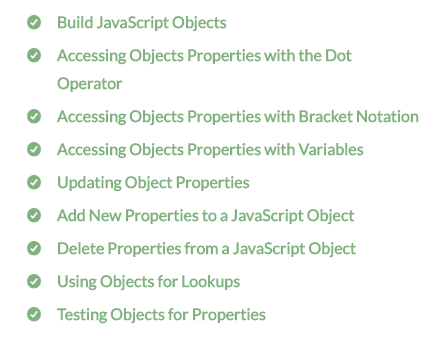 Build JavaScript Objects
Accessing Objects Properties with the Dot
Operator
Accessing Objects Properties with Bracket Notation
Accessing Objects Properties with Variables
Updating Object Properties
Add New Properties to a JavaScript Object
Delete Properties from a JavaScript Object
Using Objects for Lookups
Testing Objects for Properties